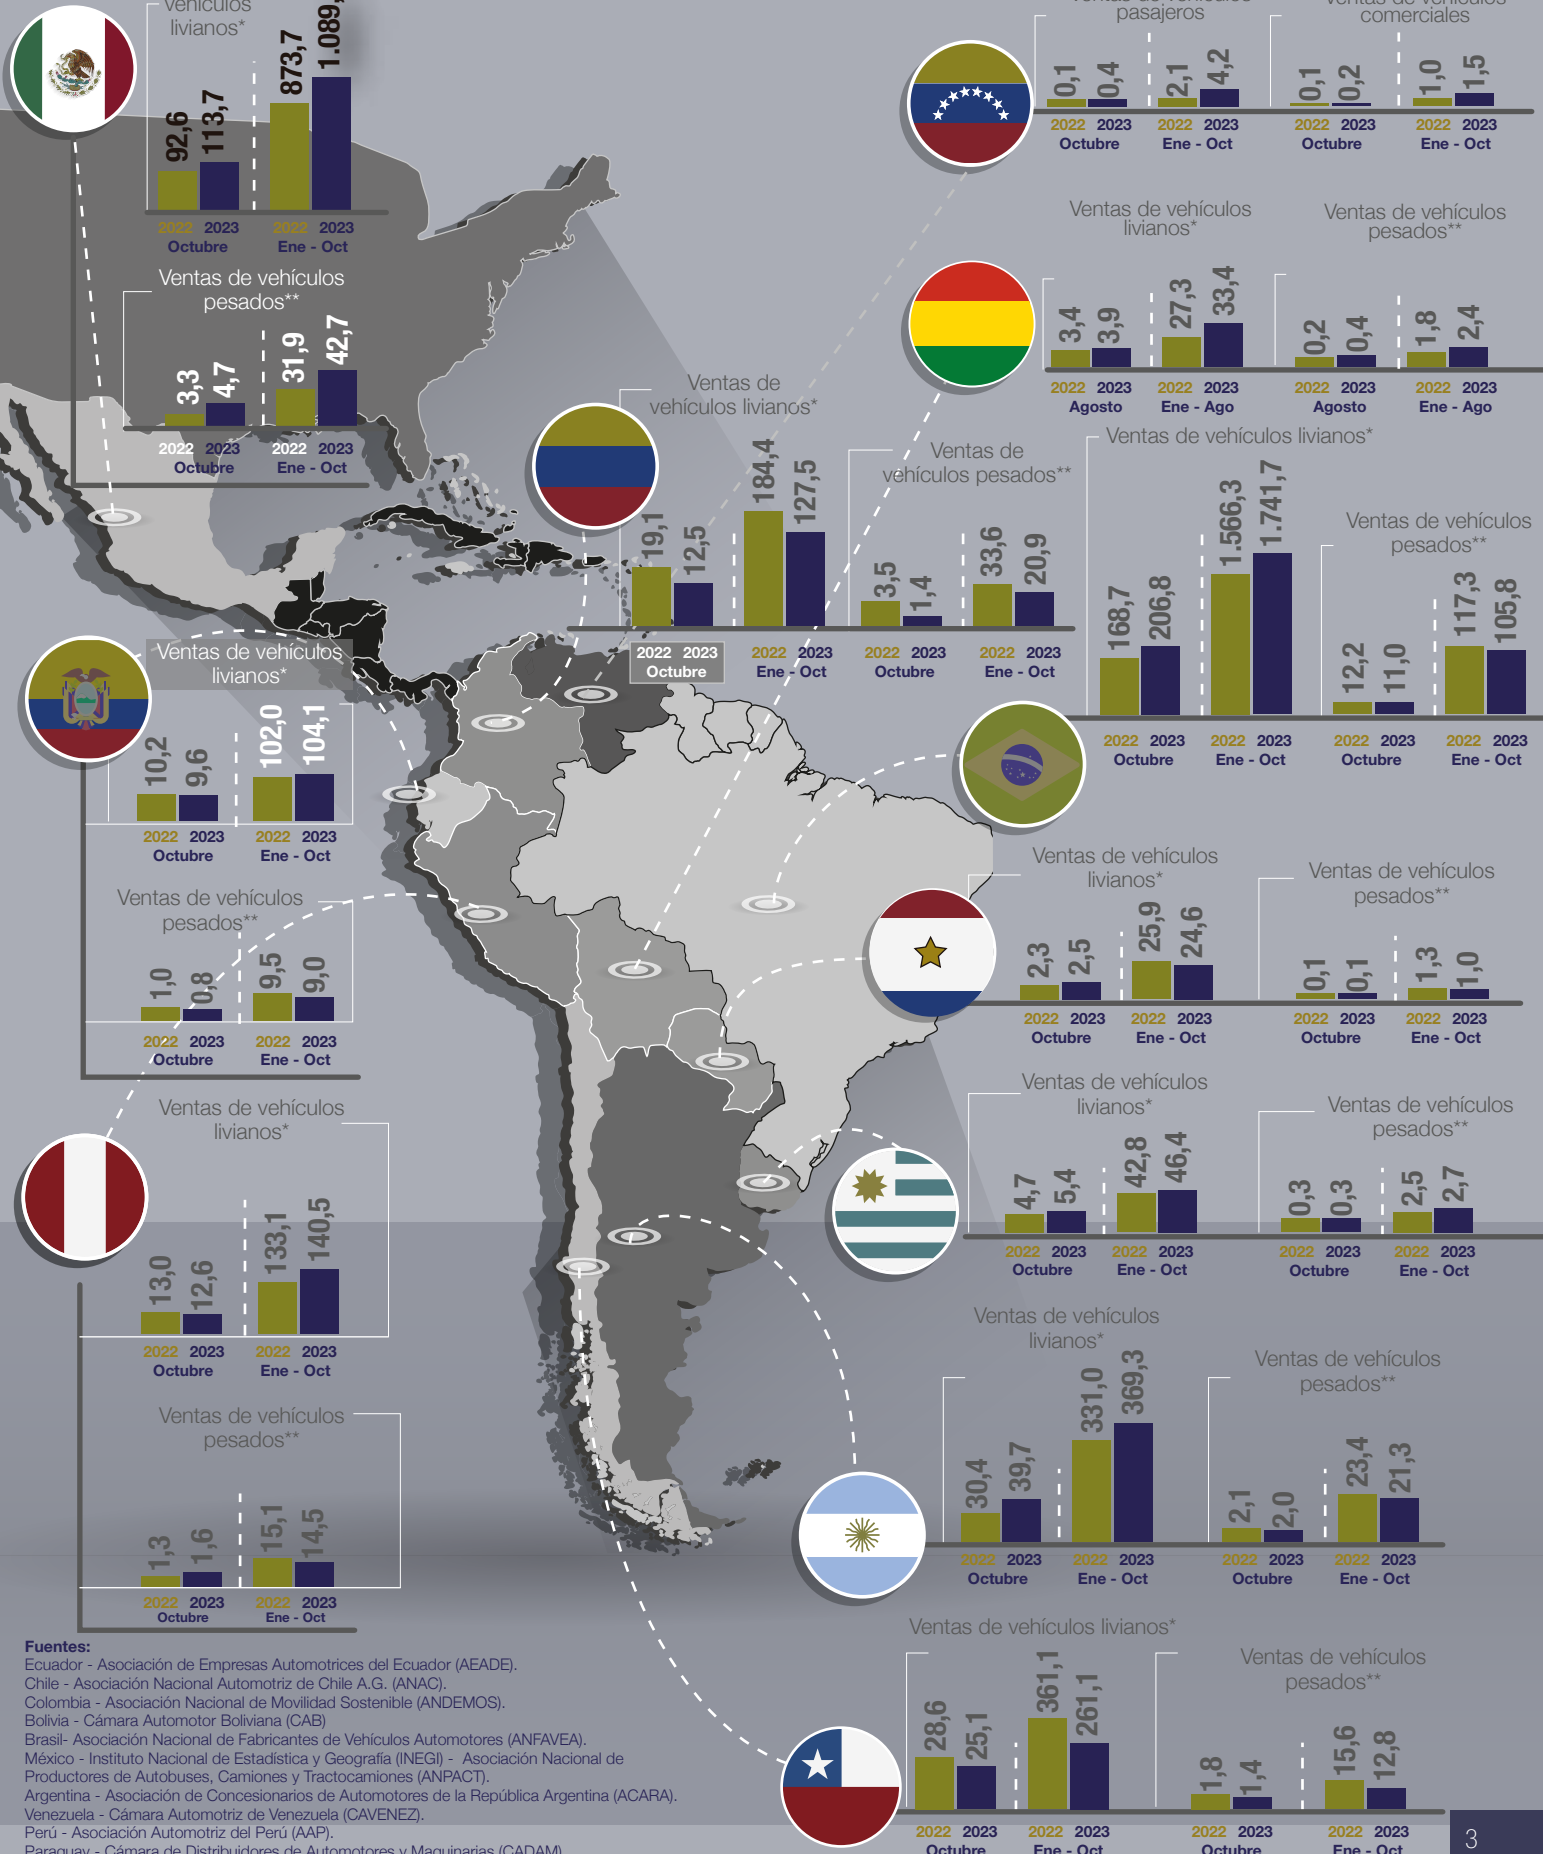 vehículos
livianos*
92,6
113,7
873,7
1.089,
2022 2023
Octubre
2022 2023
Ene - Oct
Ventas de vehículos
pesados**
3,3
4,7
31,9
42,7
2022 2023
Octubre
2022 2023
Ene - Oct
Ventas de vehículos
pasajeros
0,1
0,4
2,1
4,2
2022 2023
Octubre
2022 2023
Ene - Oct
Ventas de vehículos
comerciales
0,1
0,2
1,0
1,5
2022 2023
Octubre
2022 2023
Ene - Oct
Ventas de vehículos
livianos*
3,4
3,9
27,3
33,4
2022 2023
Agosto
2022 2023
Ene - Ago
Ventas de vehículos
pesados**
0,2
0,4
1,8
2,4
2022 2023
Agosto
2022 2023
Ene - Ago
Ventas de
vehículos livianos*
19,1
12,5
184,4
127,5
2022 2023
Octubre
2022 2023
Ene - Oct
Ventas de
vehículos pesados**
3,5
1,4
33,6
20,9
2022 2023
Octubre
2022 2023
Ene - Oct
Ventas de vehículos livianos*
168,7
206,8
1.566,3
1.741,7
2022 2023
Octubre
2022 2023
Ene - Oct
Ventas de vehículos
pesados**
12,2
11,0
117,3
105,8
2022 2023
Octubre
2022 2023
Ene - Oct
Ventas de vehículos
livianos*
10,2
9,6
102,0
104,1
2022 2023
Octubre
2022 2023
Ene - Oct
Ventas de vehículos
pesados**
1,0
0,8
9,5
9,0
2022 2023
Octubre
2022 2023
Ene - Oct
Ventas de vehículos
livianos*
2,3
2,5
25,9
24,6
2022 2023
Octubre
2022 2023
Ene - Oct
Ventas de vehículos
pesados**
0,1
0,1
1,3
1,0
2022 2023
Octubre
2022 2023
Ene - Oct
Ventas de vehículos
livianos*
4,7
5,4
42,8
46,4
2022 2023
Octubre
2022 2023
Ene - Oct
Ventas de vehículos
pesados**
0,3
0,3
2,5
2,7
2022 2023
Octubre
2022 2023
Ene - Oct
Ventas de vehículos
livianos*
13,0
12,6
133,1
140,5
2022 2023
Octubre
2022 2023
Ene - Oct
Ventas de vehículos
pesados**
1,3
1,6
15,1
14,5
2022 2023
Octubre
2022 2023
Ene - Oct
Ventas de vehículos
livianos*
30,4
39,7
331,0
369,3
2022 2023
Octubre
2022 2023
Ene - Oct
Ventas de vehículos
pesados**
2,1
2,0
23,4
21,3
2022 2023
Octubre
2022 2023
Ene - Oct
Ventas de vehículos livianos*
28,6
25,1
361,1
261,1
2022 2023
Octubre
2022 2023
Ene - Oct
Ventas de vehículos
pesados**
1,8
1,4
15,6
12,8
2022 2023
Octubre
2022 2023
Ene - Oct
Fuentes:
Ecuador - Asociación de Empresas Automotrices del Ecuador (AEADE).
Chile - Asociación Nacional Automotriz de Chile A.G. (ANAC).
Colombia - Asociación Nacional de Movilidad Sostenible (ANDEMOS).
Bolivia - Cámara Automotor Boliviana (CAB)
Brasil- Asociación Nacional de Fabricantes de Vehículos Automotores (ANFAVEA).
México - Instituto Nacional de Estadística y Geografía (INEGI) - Asociación Nacional de
Productores de Autobuses, Camiones y Tractocamiones (ANPACT).
Argentina - Asociación de Concesionarios de Automotores de la República Argentina (ACARA).
Venezuela - Cámara Automotriz de Venezuela (CAVENEZ).
Perú - Asociación Automotriz del Perú (AAP).
Paraguay - Cámara de Distribuidores de Automotores y Maquinarias (CADAM)
3